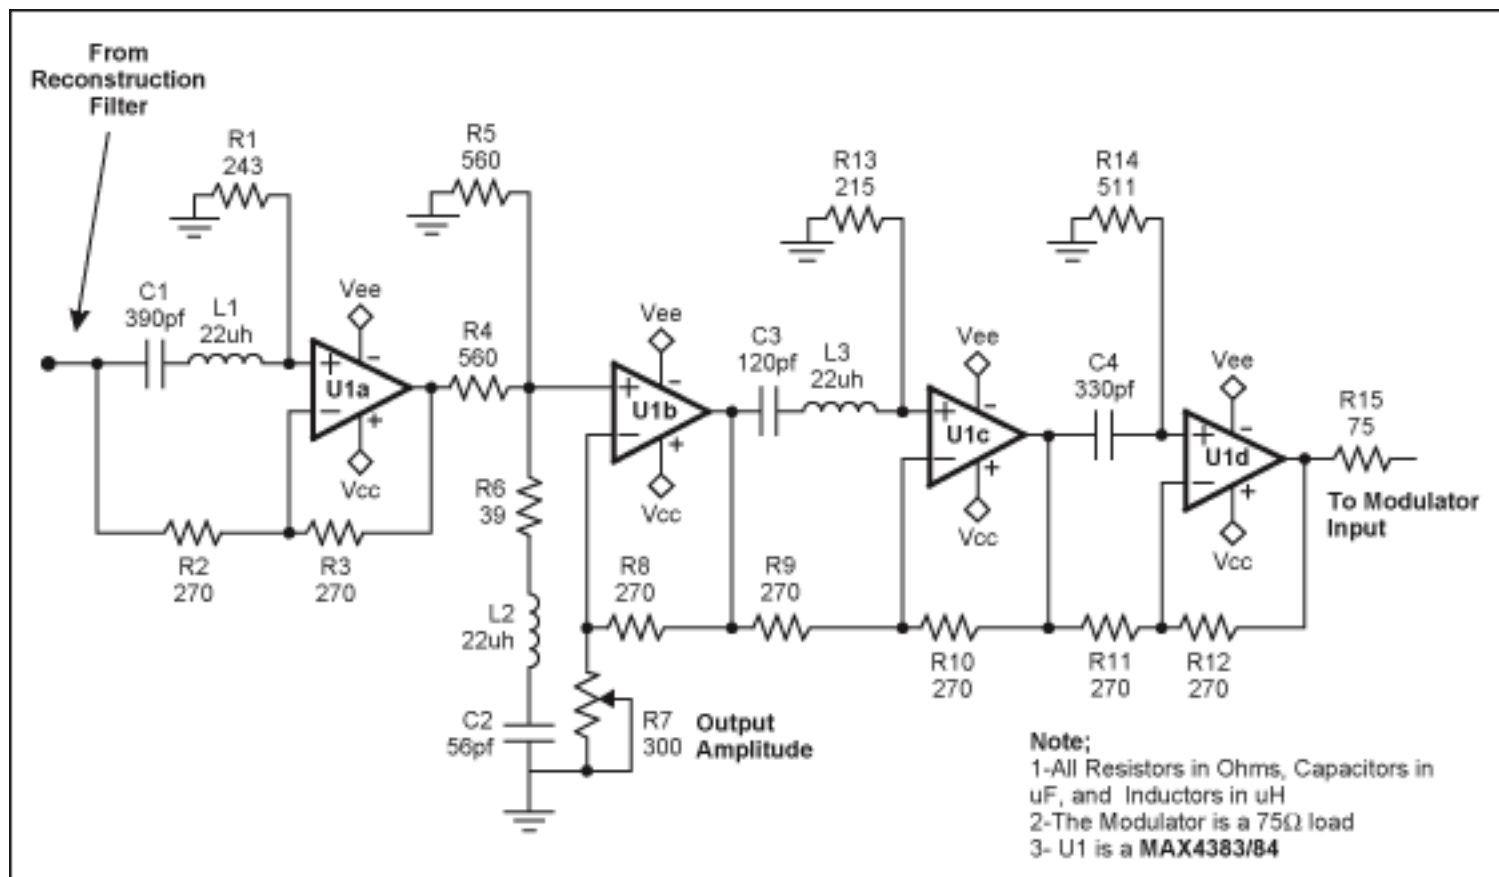 From
Reconstruction
Filter
R1
243
R5
560
R13
215
R14
511
C1
390pf
L1
22uh
Vee
+
−
U1a
−
+
Vcc
R4
560
Vee
+
−
U1b
−
+
Vcc
C3
120pf
L3
22uh
Vee
+
−
U1c
−
+
Vcc
C4
330pf
Vee
+
−
U1d
−
+
Vcc
R15
75
To Modulator
Input
R2
270
R3
270
R6
39
L2
22uh
C2
56pf
R8
270
R9
270
R10
270
R11
270
R12
270
R7
300
Output
Amplitude
Note;
1-All Resistors in Ohms, Capacitors in
uF, and Inductors in uH
2-The Modulator is a 75Ω load
3- U1 is a MAX4383/84